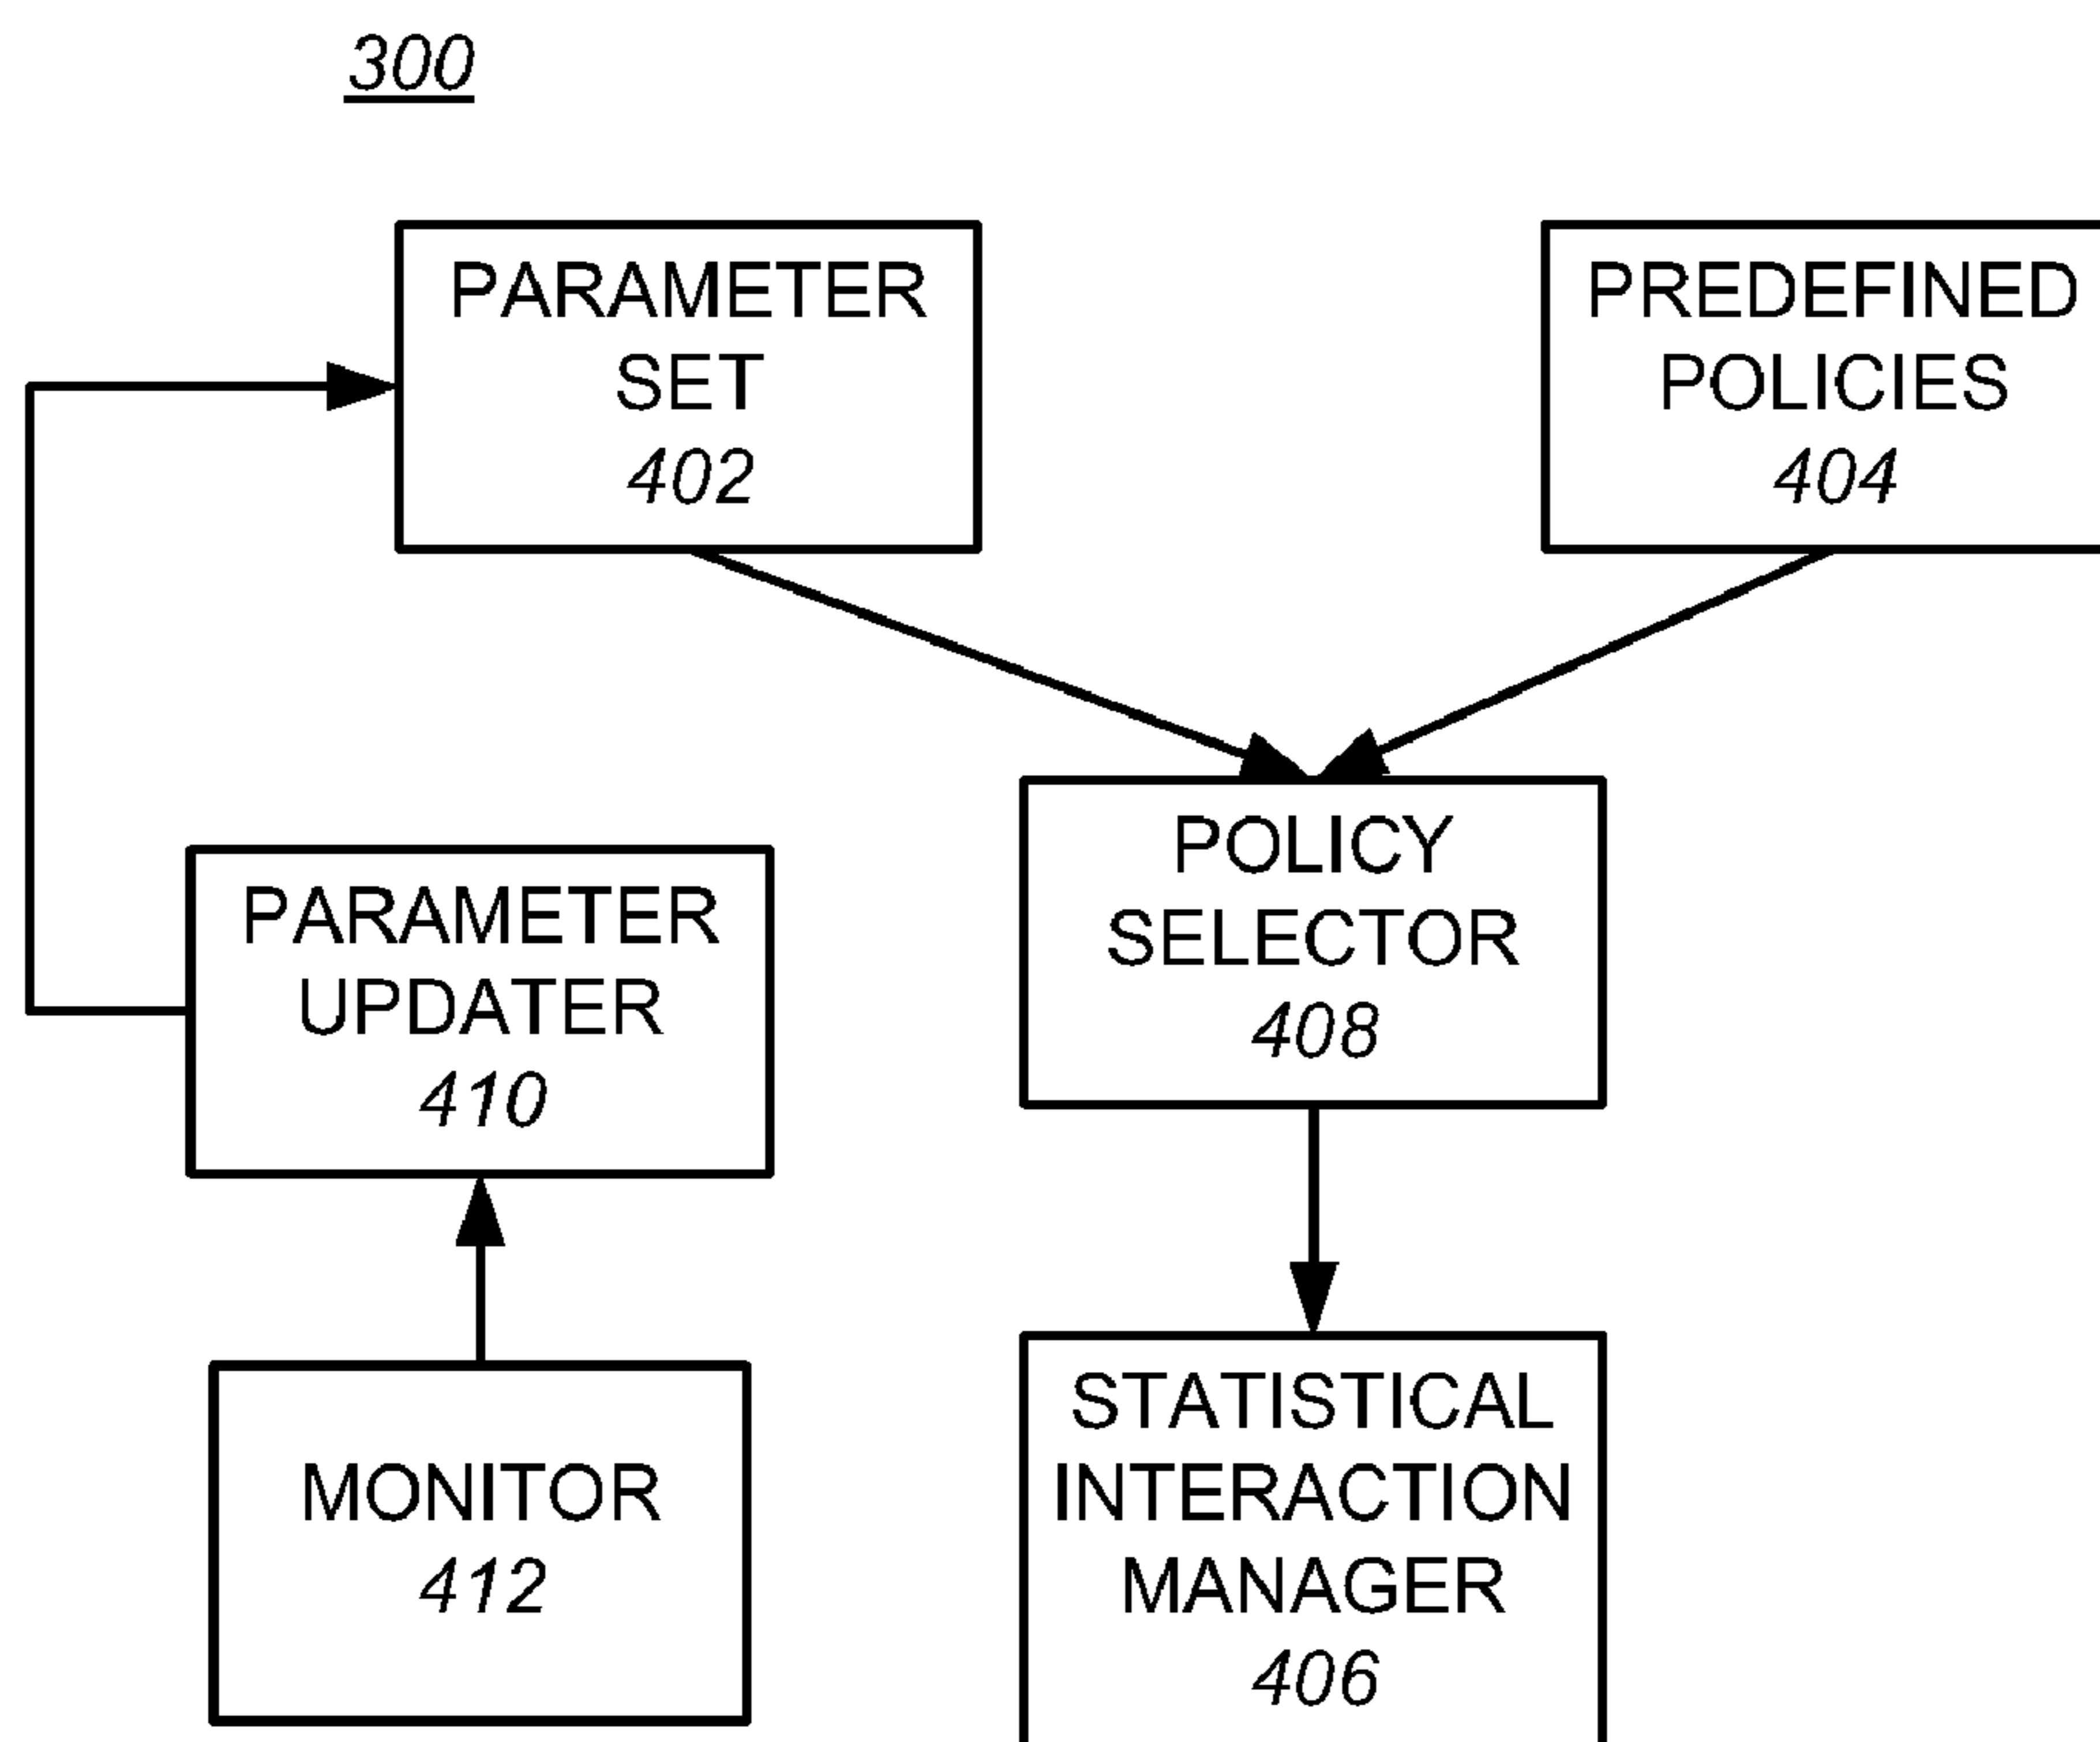 300
PARAMETER
SET
402
PREDEFINED
POLICIES
404
POLICY
SELECTOR
408
PARAMETER
UPDATER
410
STATISTICAL
INTERACTION
MANAGER
406
MONITOR
412